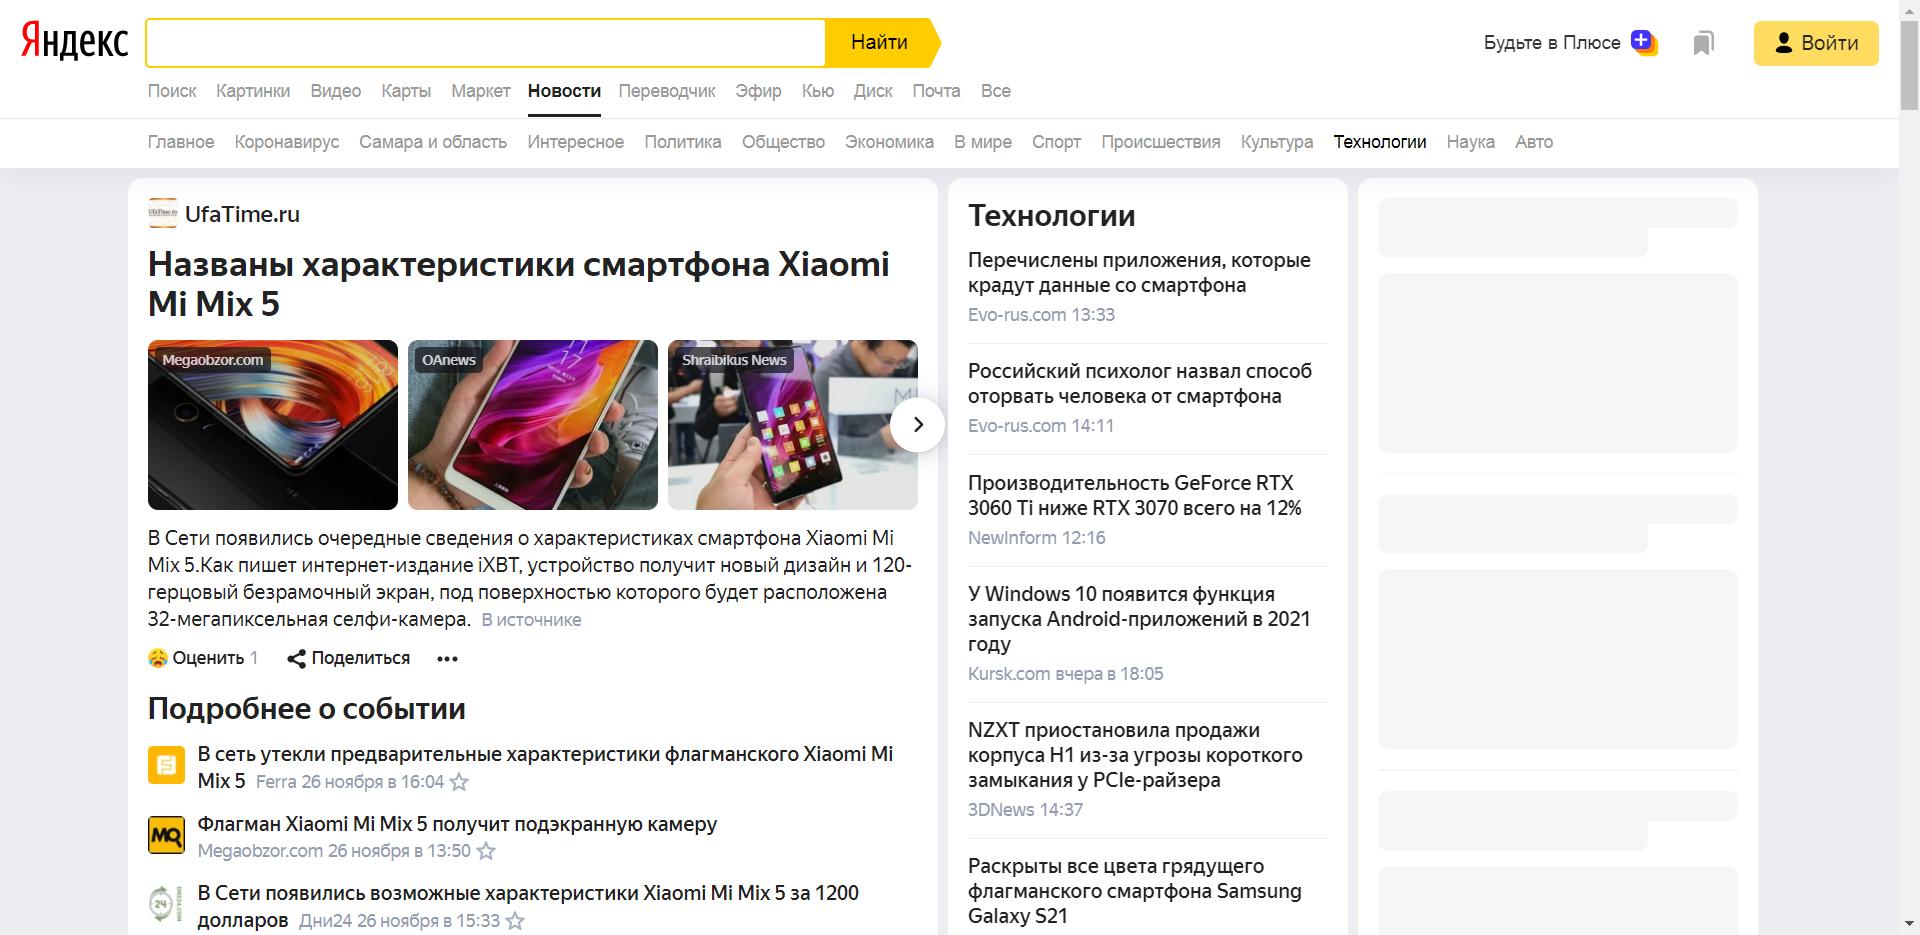 Яндекс
Найти
Будьте в Плюсе
Войти
Поиск Картинки Видео Карты Маркет Новости Переводчик Эфир Кью Диск Почта Все
Главное Коронавирус Самара и область Интересное Политика Общество Экономика В мире Спорт Происшествия Культура Технологии Наука Авто
UfaTime.ru
Названы характеристики смартфона Xiaomi
Mi Mix 5
Megaobzor.com
OAnews
Shraibikus News
В Сети появились очередные сведения о характеристиках смартфона Xiaomi Mi
Mix 5.Как пишет интернет-издание iXBT, устройство получит новый дизайн и 120-
герцовый безрамочный экран, под поверхностью которого будет расположена
32-мегапиксельная селфи-камера. В источнике
Оценить 1 Поделиться
Подробнее о событии
В сеть утекли предварительные характеристики флагманского Xiaomi Mi
Mix 5 Ferra 26 ноября в 16:04
MQ
Флагман Xiaomi Mi Mix 5 получит подэкранную камеру
Megaobzor.com 26 ноября в 13:50
24
В Сети появились возможные характеристики Xiaomi Mi Mix 5 за 1200
долларов Дни24 26 ноября в 15:33
Технологии
Перечислены приложения, которые
крадут данные со смартфона
Evo-rus.com 13:33
Российский психолог назвал способ
оторвать человека от смартфона
Evo-rus.com 14:11
Производительность GeForce RTX
3060 Ti ниже RTX 3070 всего на 12%
NewInform 12:16
У Windows 10 появится функция
запуска Android-приложений в 2021
году
Kursk.com вчера в 18:05
NZXT приостановила продажи
корпуса H1 из-за угрозы короткого
замыкания у PCIe-райзера
3DNews 14:37
Раскрыты все цвета грядущего
флагманского смартфона Samsung
Galaxy S21